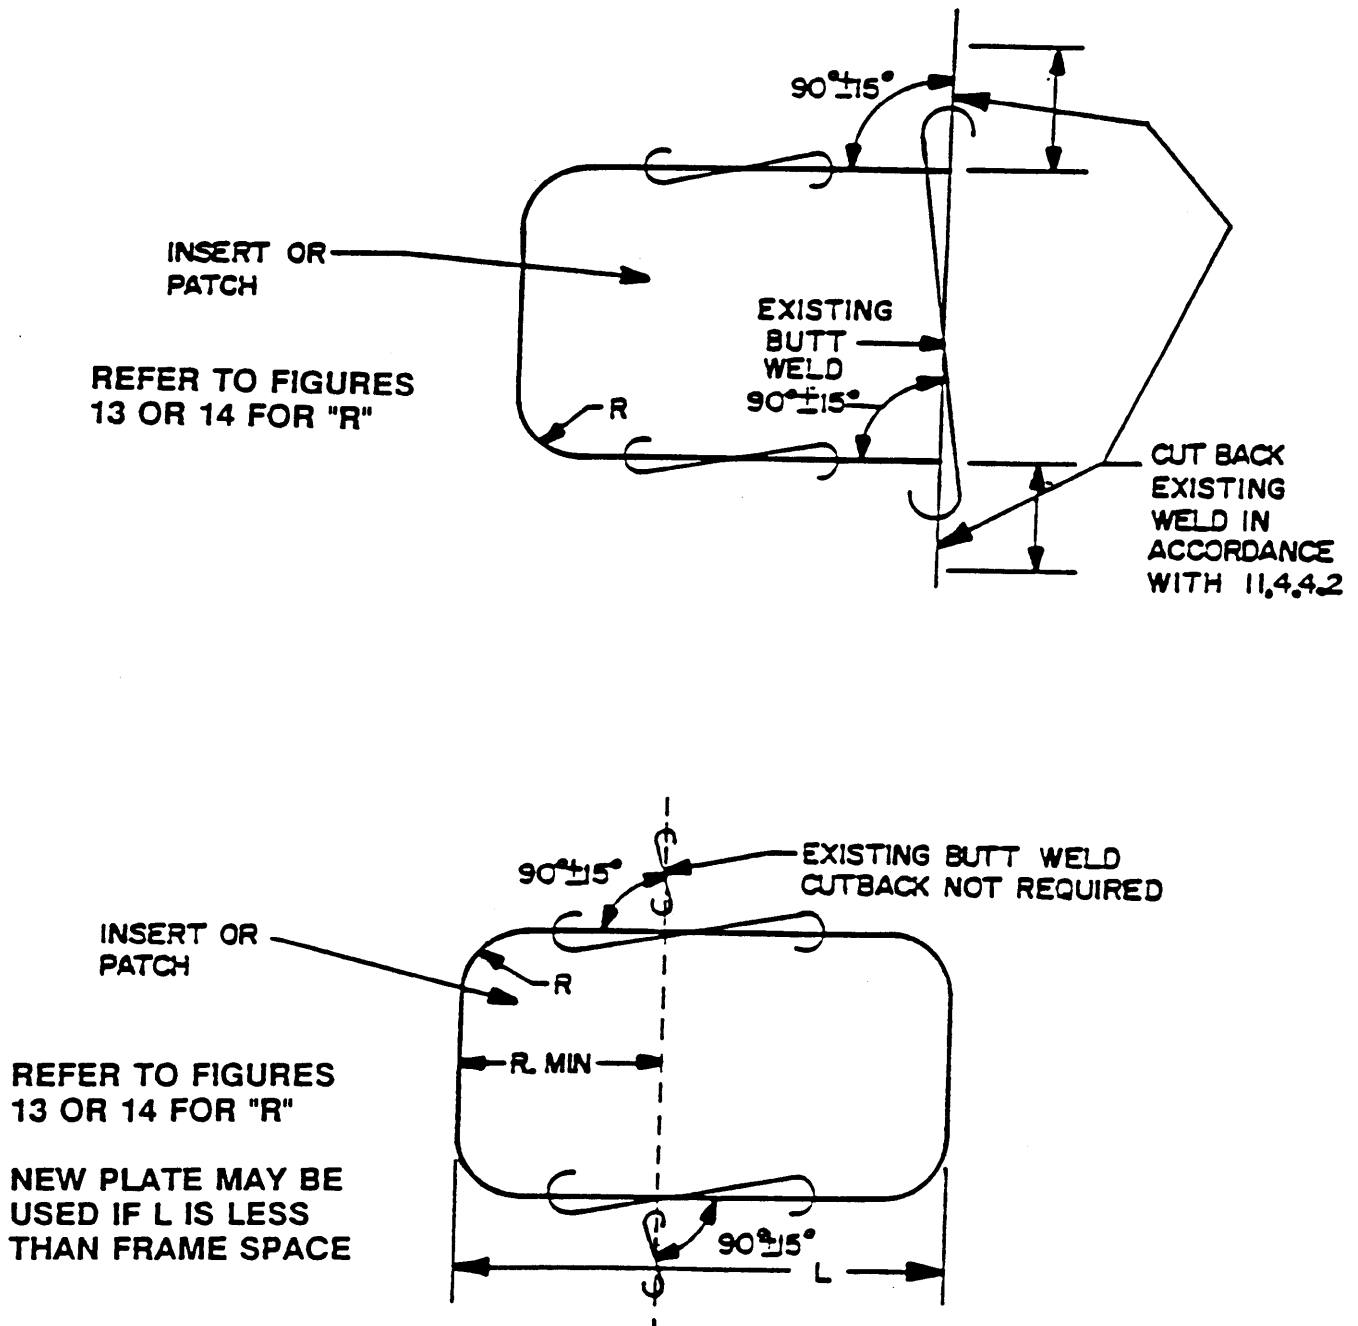 90°±15°
INSERT OR
PATCH
EXISTING
BUTT
WELD
90°±15°
REFER TO FIGURES
13 OR 14 FOR "R"
R
CUT BACK
EXISTING
WELD IN
ACCORDANCE
WITH 11.4.4.2
90°±15°
EXISTING BUTT WELD
CUTBACK NOT REQUIRED
INSERT OR
PATCH
R
R. MIN
REFER TO FIGURES
13 OR 14 FOR "R"
NEW PLATE MAY BE
USED IF L IS LESS
THAN FRAME SPACE
90°±15°
L